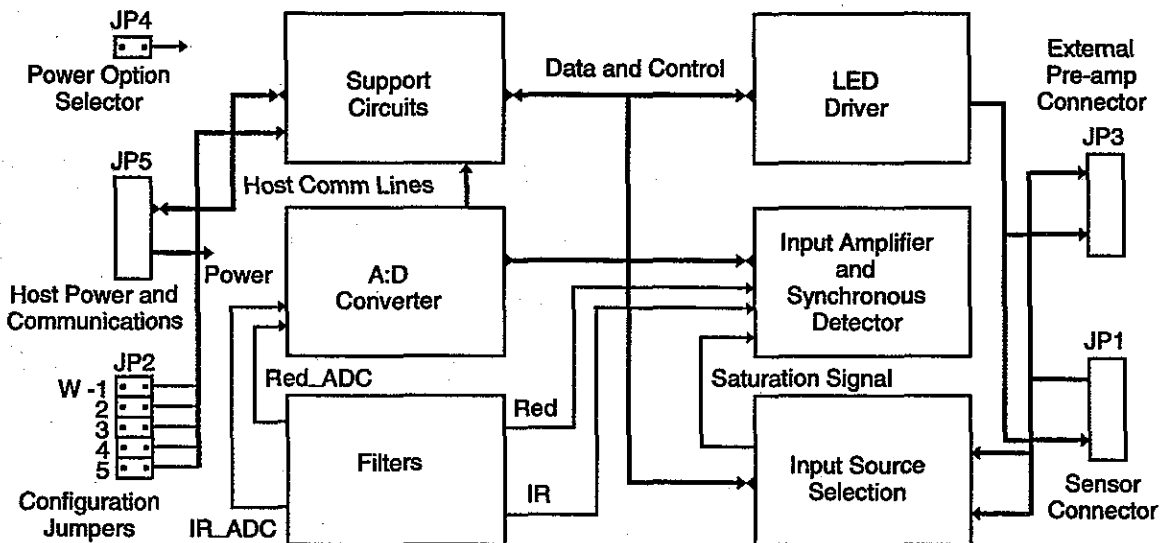 JP4
Power Option
Selector
Support
Circuits
Data and Control
LED
Driver
External
Pre-amp
Connector
JP3
JP5
Host Comm Lines
Power
Host Power and
Communications
A:D
Converter
Input Amplifier
and
Synchronous
Detector
JP1
JP2
W -1
2
3
4
5
Configuration
Jumpers
Red_ADC
IR_ADC
Filters
Red
IR
Saturation Signal
Input Source
Selection
Sensor
Connector